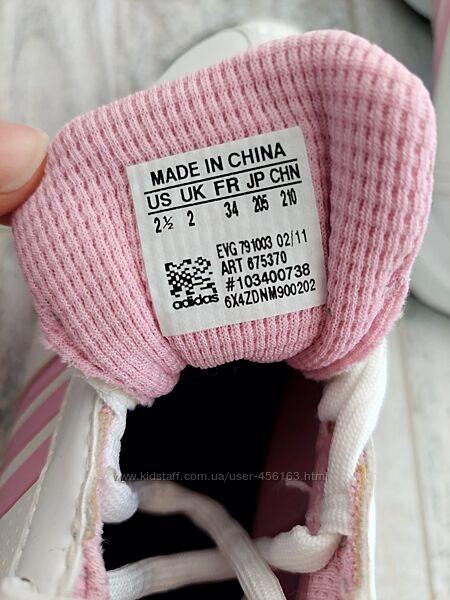 MADE IN CHINA
US UK FR JP CHN
2½ 2 34 205 210
EVG 791003 02/11
ART 675370
#103400738
6X4ZDNM900202
adidas
www.kidstaff.com.ua/user-456163.html